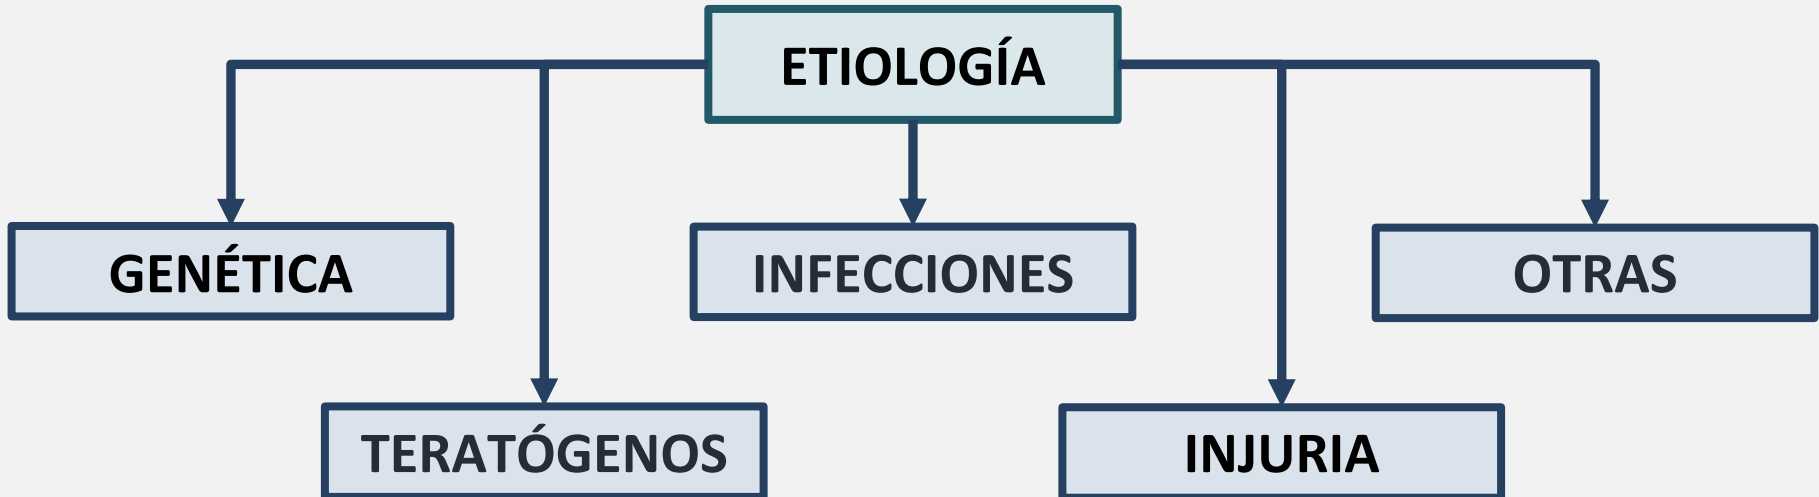 ETIOLOGÍA
GENÉTICA
INFECCIONES
OTRAS
TERATÓGENOS
INJURIA